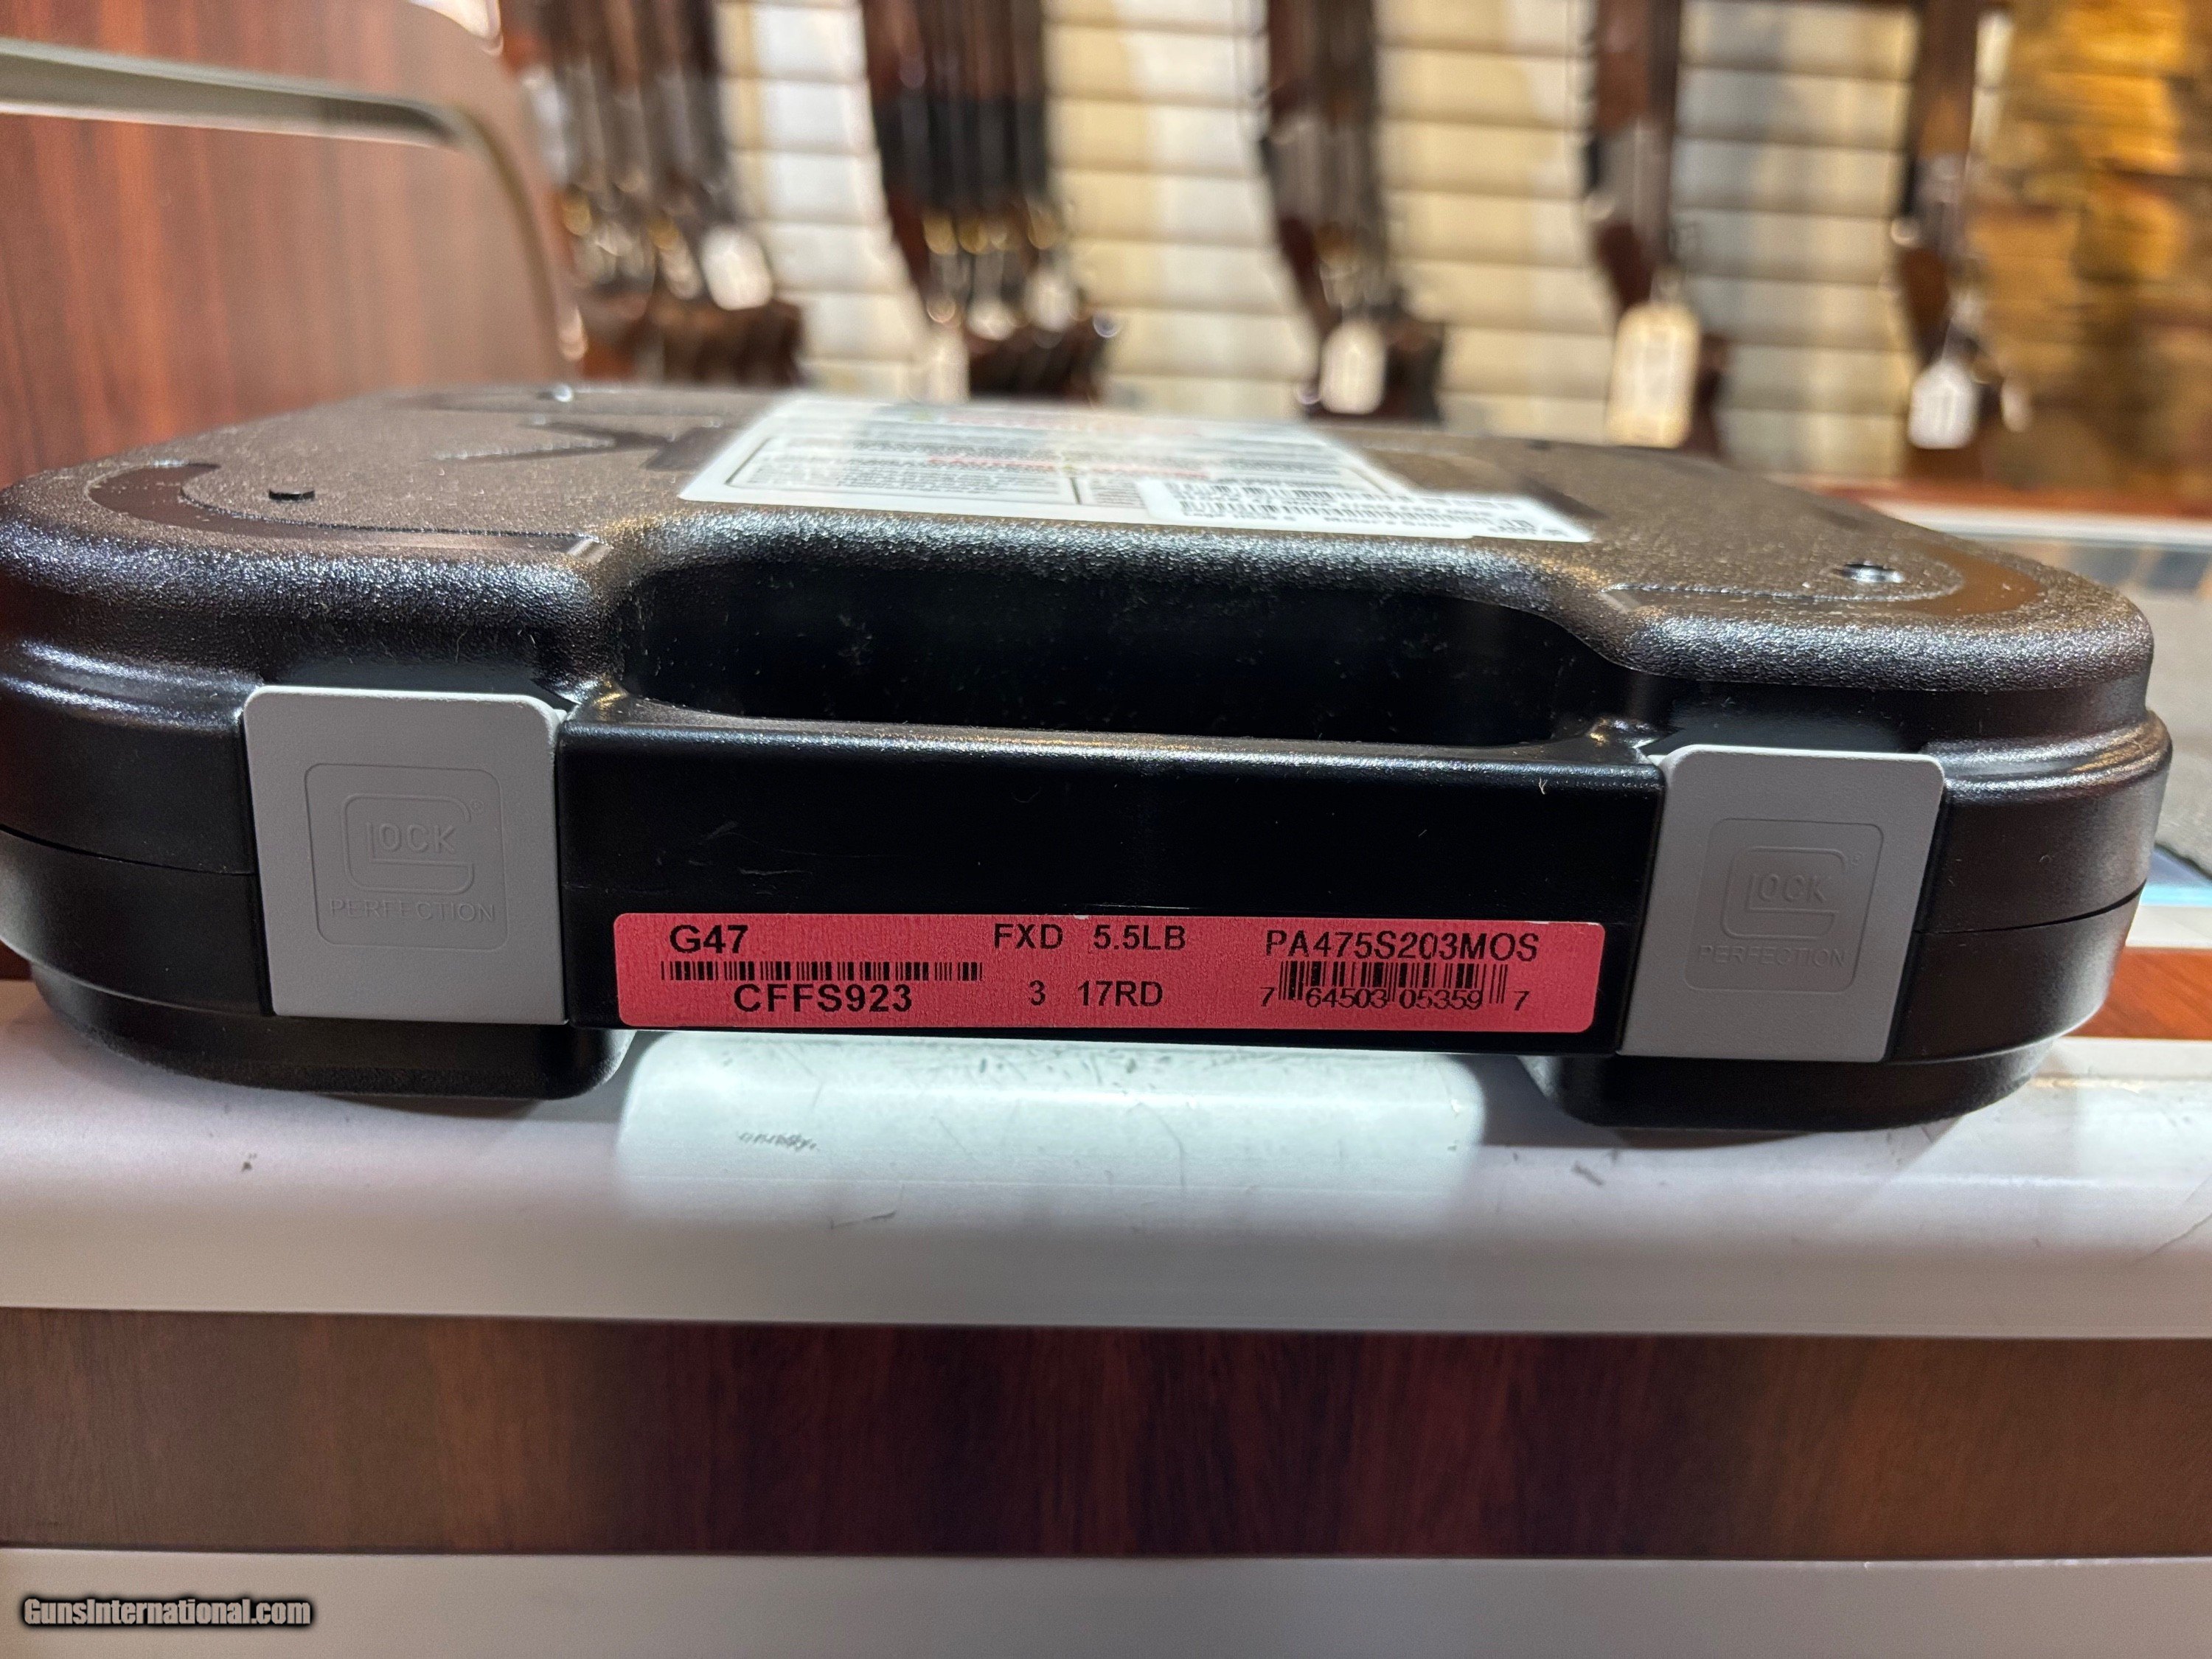 GLOCK
PERFECTION
G47 FXD 5.5LB PA475S203MOS
CFFS923 3 17RD 7 64503 05359 7
GLOCK
PERFECTION
GunsInternational.com